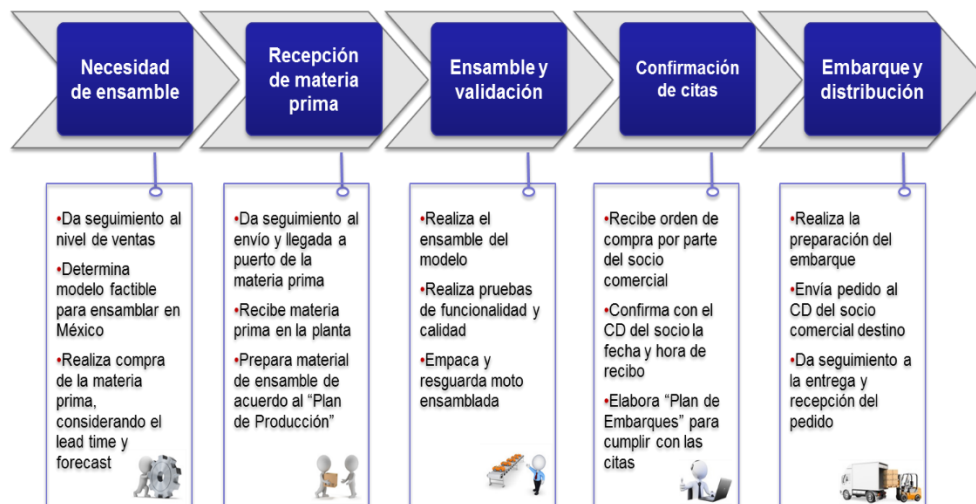 Necesidad
de ensamble
Recepción
de materia
prima
Ensamble y
validación
Confirmación
de citas
Embarque y
distribución
•Da seguimiento al
nivel de ventas
•Determina
modelo factible
para ensamblar en
México
•Realiza compra
de la materia
prima,
considerando el
lead time y
forecast
•Da seguimiento al
envío y llegada a
puerto de la
materia prima
•Recibe materia
prima en la planta
•Prepara material
de ensamble de
acuerdo al “Plan
de Producción”
•Realiza el
ensamble del
modelo
•Realiza pruebas
de funcionalidad y
calidad
•Empaca y
resguarda moto
ensamblada
•Recibe orden de
compra por parte
del socio
comercial
•Confirma con el
CD del socio la
fecha y hora de
recibo
•Elabora “Plan de
Embarques” para
cumplir con las
citas
•Realiza la
preparación del
embarque
•Envía pedido al
CD del socio
comercial destino
•Da seguimiento a
la entrega y
recepción del
pedido